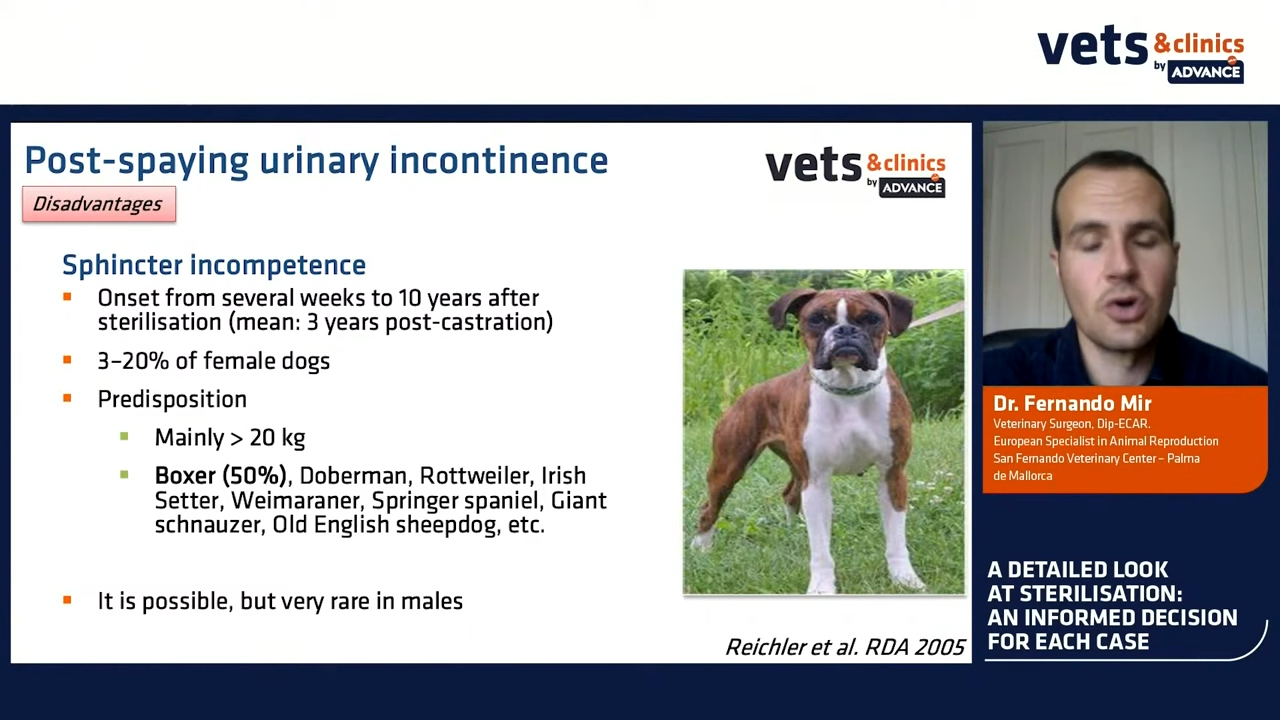 vets &clinics
by ADVANCE
Post-spaying urinary incontinence
vets &clinics
by ADVANCE
Disadvantages
Sphincter incompetence
▪ Onset from several weeks to 10 years after
sterilisation (mean: 3 years post-castration)
▪ 3–20% of female dogs
▪ Predisposition
▪ Mainly > 20 kg
▪ Boxer (50%), Doberman, Rottweiler, Irish
Setter, Weimaraner, Springer spaniel, Giant
schnauzer, Old English sheepdog, etc.
▪ It is possible, but very rare in males
Reichler et al. RDA 2005
Dr. Fernando Mir
Veterinary Surgeon, Dip-ECAR.
European Specialist in Animal Reproduction
San Fernando Veterinary Center – Palma
de Mallorca
A DETAILED LOOK
AT STERILISATION:
AN INFORMED DECISION
FOR EACH CASE